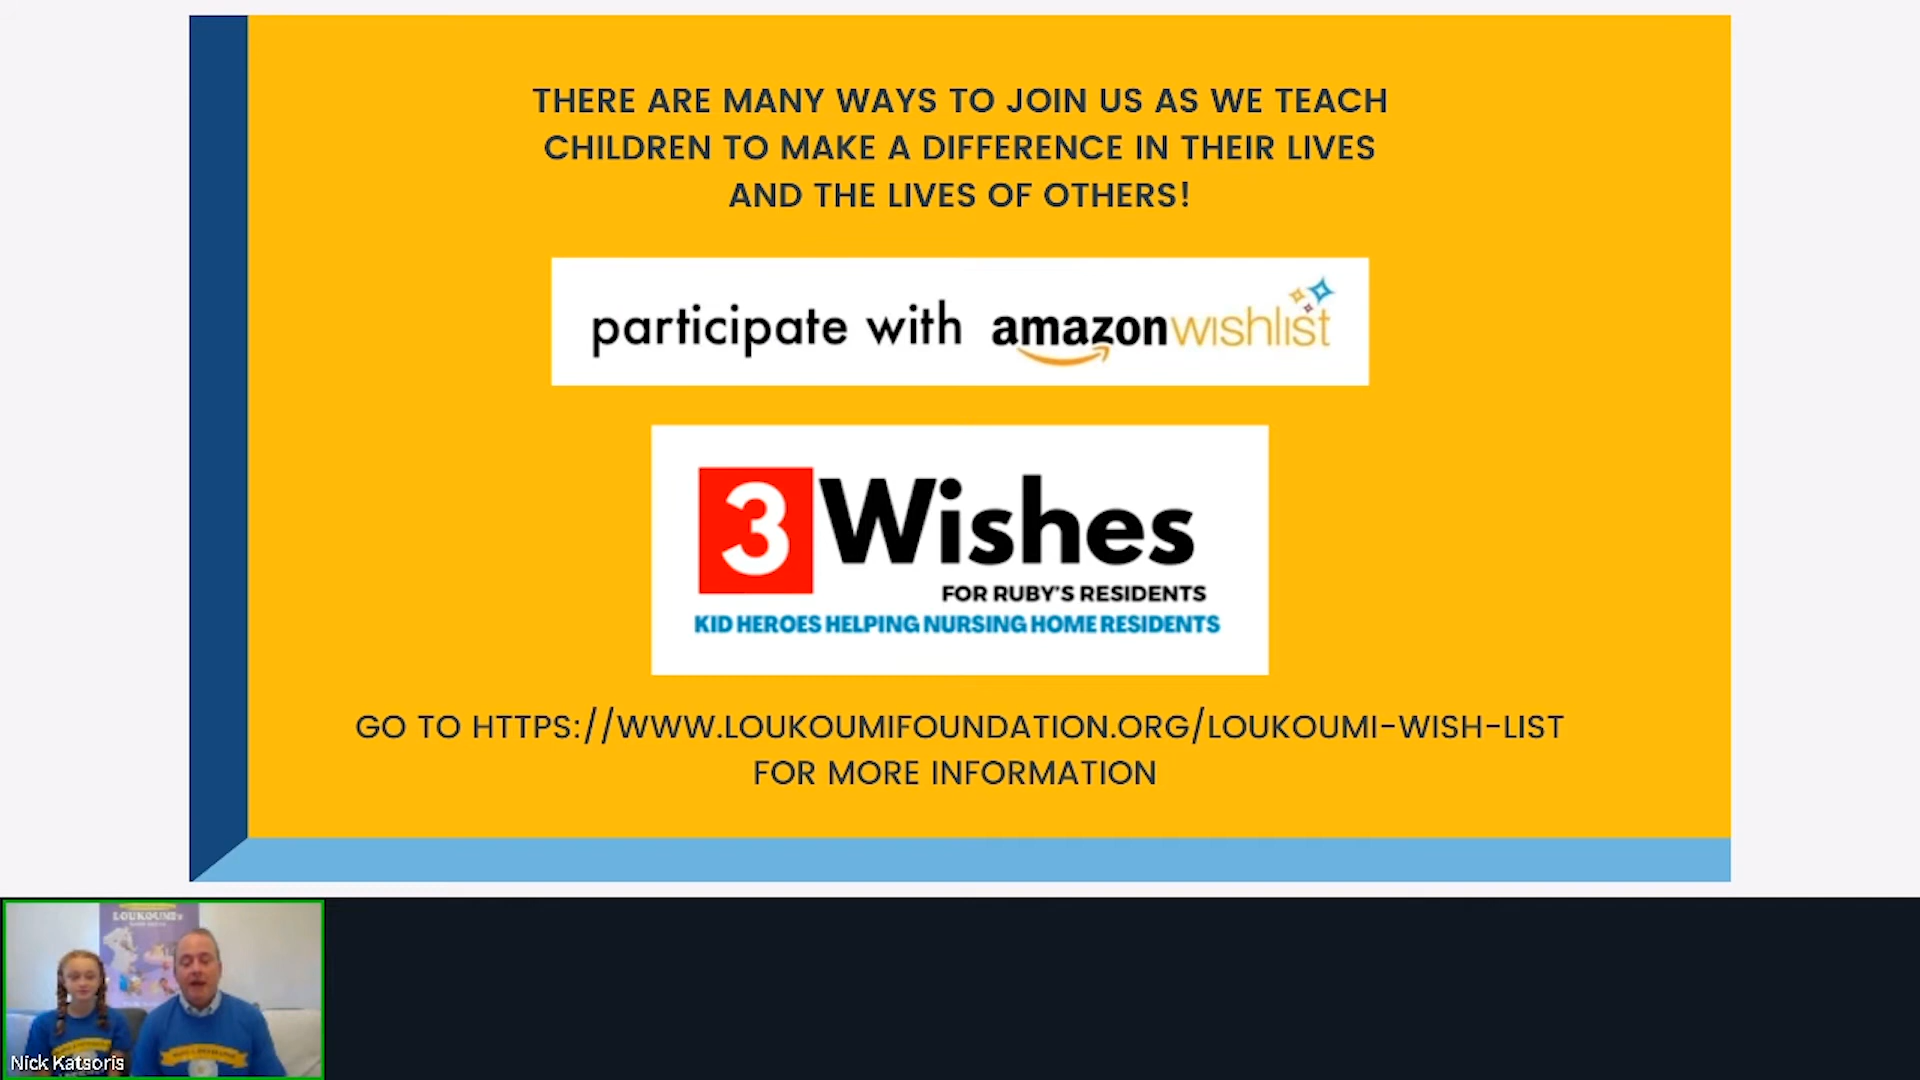 THERE ARE MANY WAYS TO JOIN US AS WE TEACH
CHILDREN TO MAKE A DIFFERENCE IN THEIR LIVES
AND THE LIVES OF OTHERS!
participate with amazonwishlist
3 Wishes
FOR RUBY'S RESIDENTS
KID HEROES HELPING NURSING HOME RESIDENTS
GO TO HTTPS://WWW.LOUKOUMIFOUNDATION.ORG/LOUKOUMI-WISH-LIST
FOR MORE INFORMATION
LOUKOUMI'S
Nick Katsoris